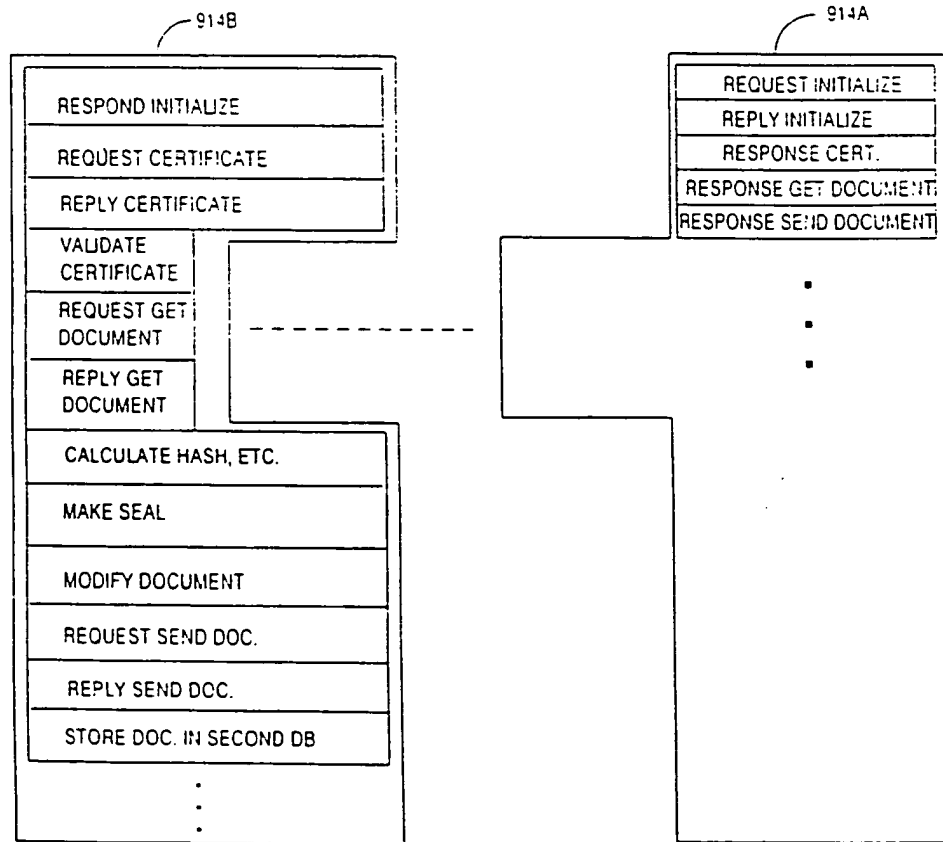 914B
RESPOND INITIALIZE
REQUEST CERTIFICATE
REPLY CERTIFICATE
VALIDATE
CERTIFICATE
REQUEST GET
DOCUMENT
REPLY GET
DOCUMENT
CALCULATE HASH, ETC.
MAKE SEAL
MODIFY DOCUMENT
REQUEST SEND DOC.
REPLY SEND DOC.
STORE DOC. IN SECOND DB
914A
REQUEST INITIALIZE
REPLY INITIALIZE
RESPONSE CERT.
RESPONSE GET DOCUMENT
RESPONSE SEND DOCUMENT